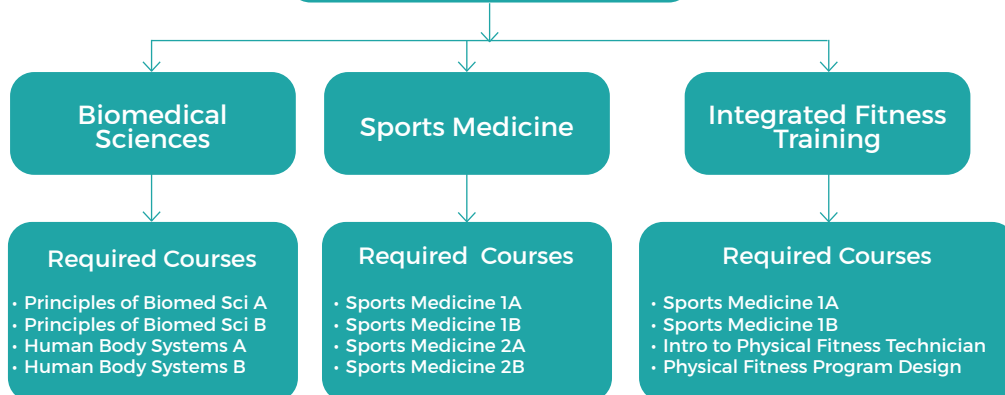 Biomedical
Sciences
Sports Medicine
Integrated Fitness
Training
Required Courses
• Principles of Biomed Sci A
• Principles of Biomed Sci B
• Human Body Systems A
• Human Body Systems B
Required Courses
• Sports Medicine 1A
• Sports Medicine 1B
• Sports Medicine 2A
• Sports Medicine 2B
Required Courses
• Sports Medicine 1A
• Sports Medicine 1B
• Intro to Physical Fitness Technician
• Physical Fitness Program Design